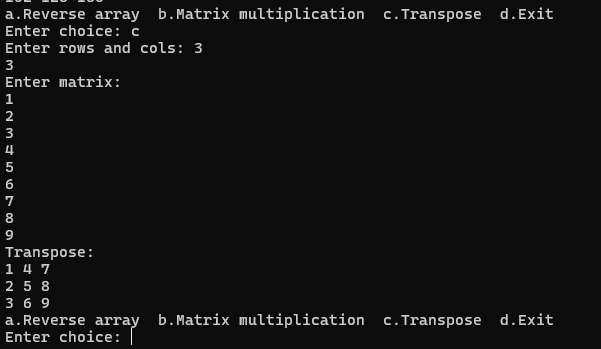 a.Reverse array  b.Matrix multiplication  c.Transpose  d.Exit
Enter choice: c
Enter rows and cols: 3
3
Enter matrix:
1
2
3
4
5
6
7
8
9
Transpose:
1 4 7
2 5 8
3 6 9
a.Reverse array  b.Matrix multiplication  c.Transpose  d.Exit
Enter choice: